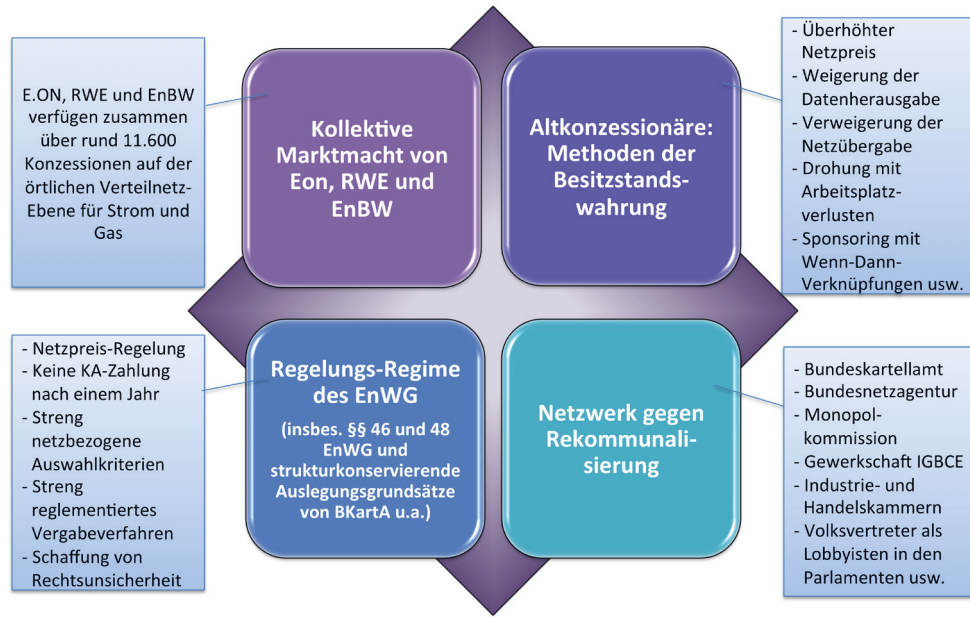 E.ON, RWE und EnBW
verfügen zusammen
über rund 11.600
Konzessionen auf der
örtlichen Verteilnetz-
Ebene für Strom und
Gas
Kollektive
Marktmacht von
Eon, RWE und
EnBW
Altkonzessionäre:
Methoden der
Besitzstands-
wahrung
- Überhöhter
Netzpreis
- Weigerung der
Datenherausgabe
- Verweigerung der
Netzübergabe
- Drohung mit
Arbeitsplatz-
verlusten
- Sponsoring mit
Wenn-Dann-
Verknüpfungen usw.
- Netzpreis-Regelung
- Keine KA-Zahlung
nach einem Jahr
- Streng
netzbezogene
Auswahlkriterien
- Streng
reglementiertes
Vergabeverfahren
- Schaffung von
Rechtsunsicherheit
Regelungs-Regime
des EnWG
(insbes. §§ 46 und 48
EnWG und
strukturkonservierende
Auslegungsgrundsätze
von BKartA u.a.)
Netzwerk gegen
Rekommunali-
sierung
- Bundeskartellamt
- Bundesnetzagentur
- Monopol-
kommission
- Gewerkschaft IGBCE
- Industrie- und
Handelskammern
- Volksvertreter als
Lobbyisten in den
Parlamenten usw.